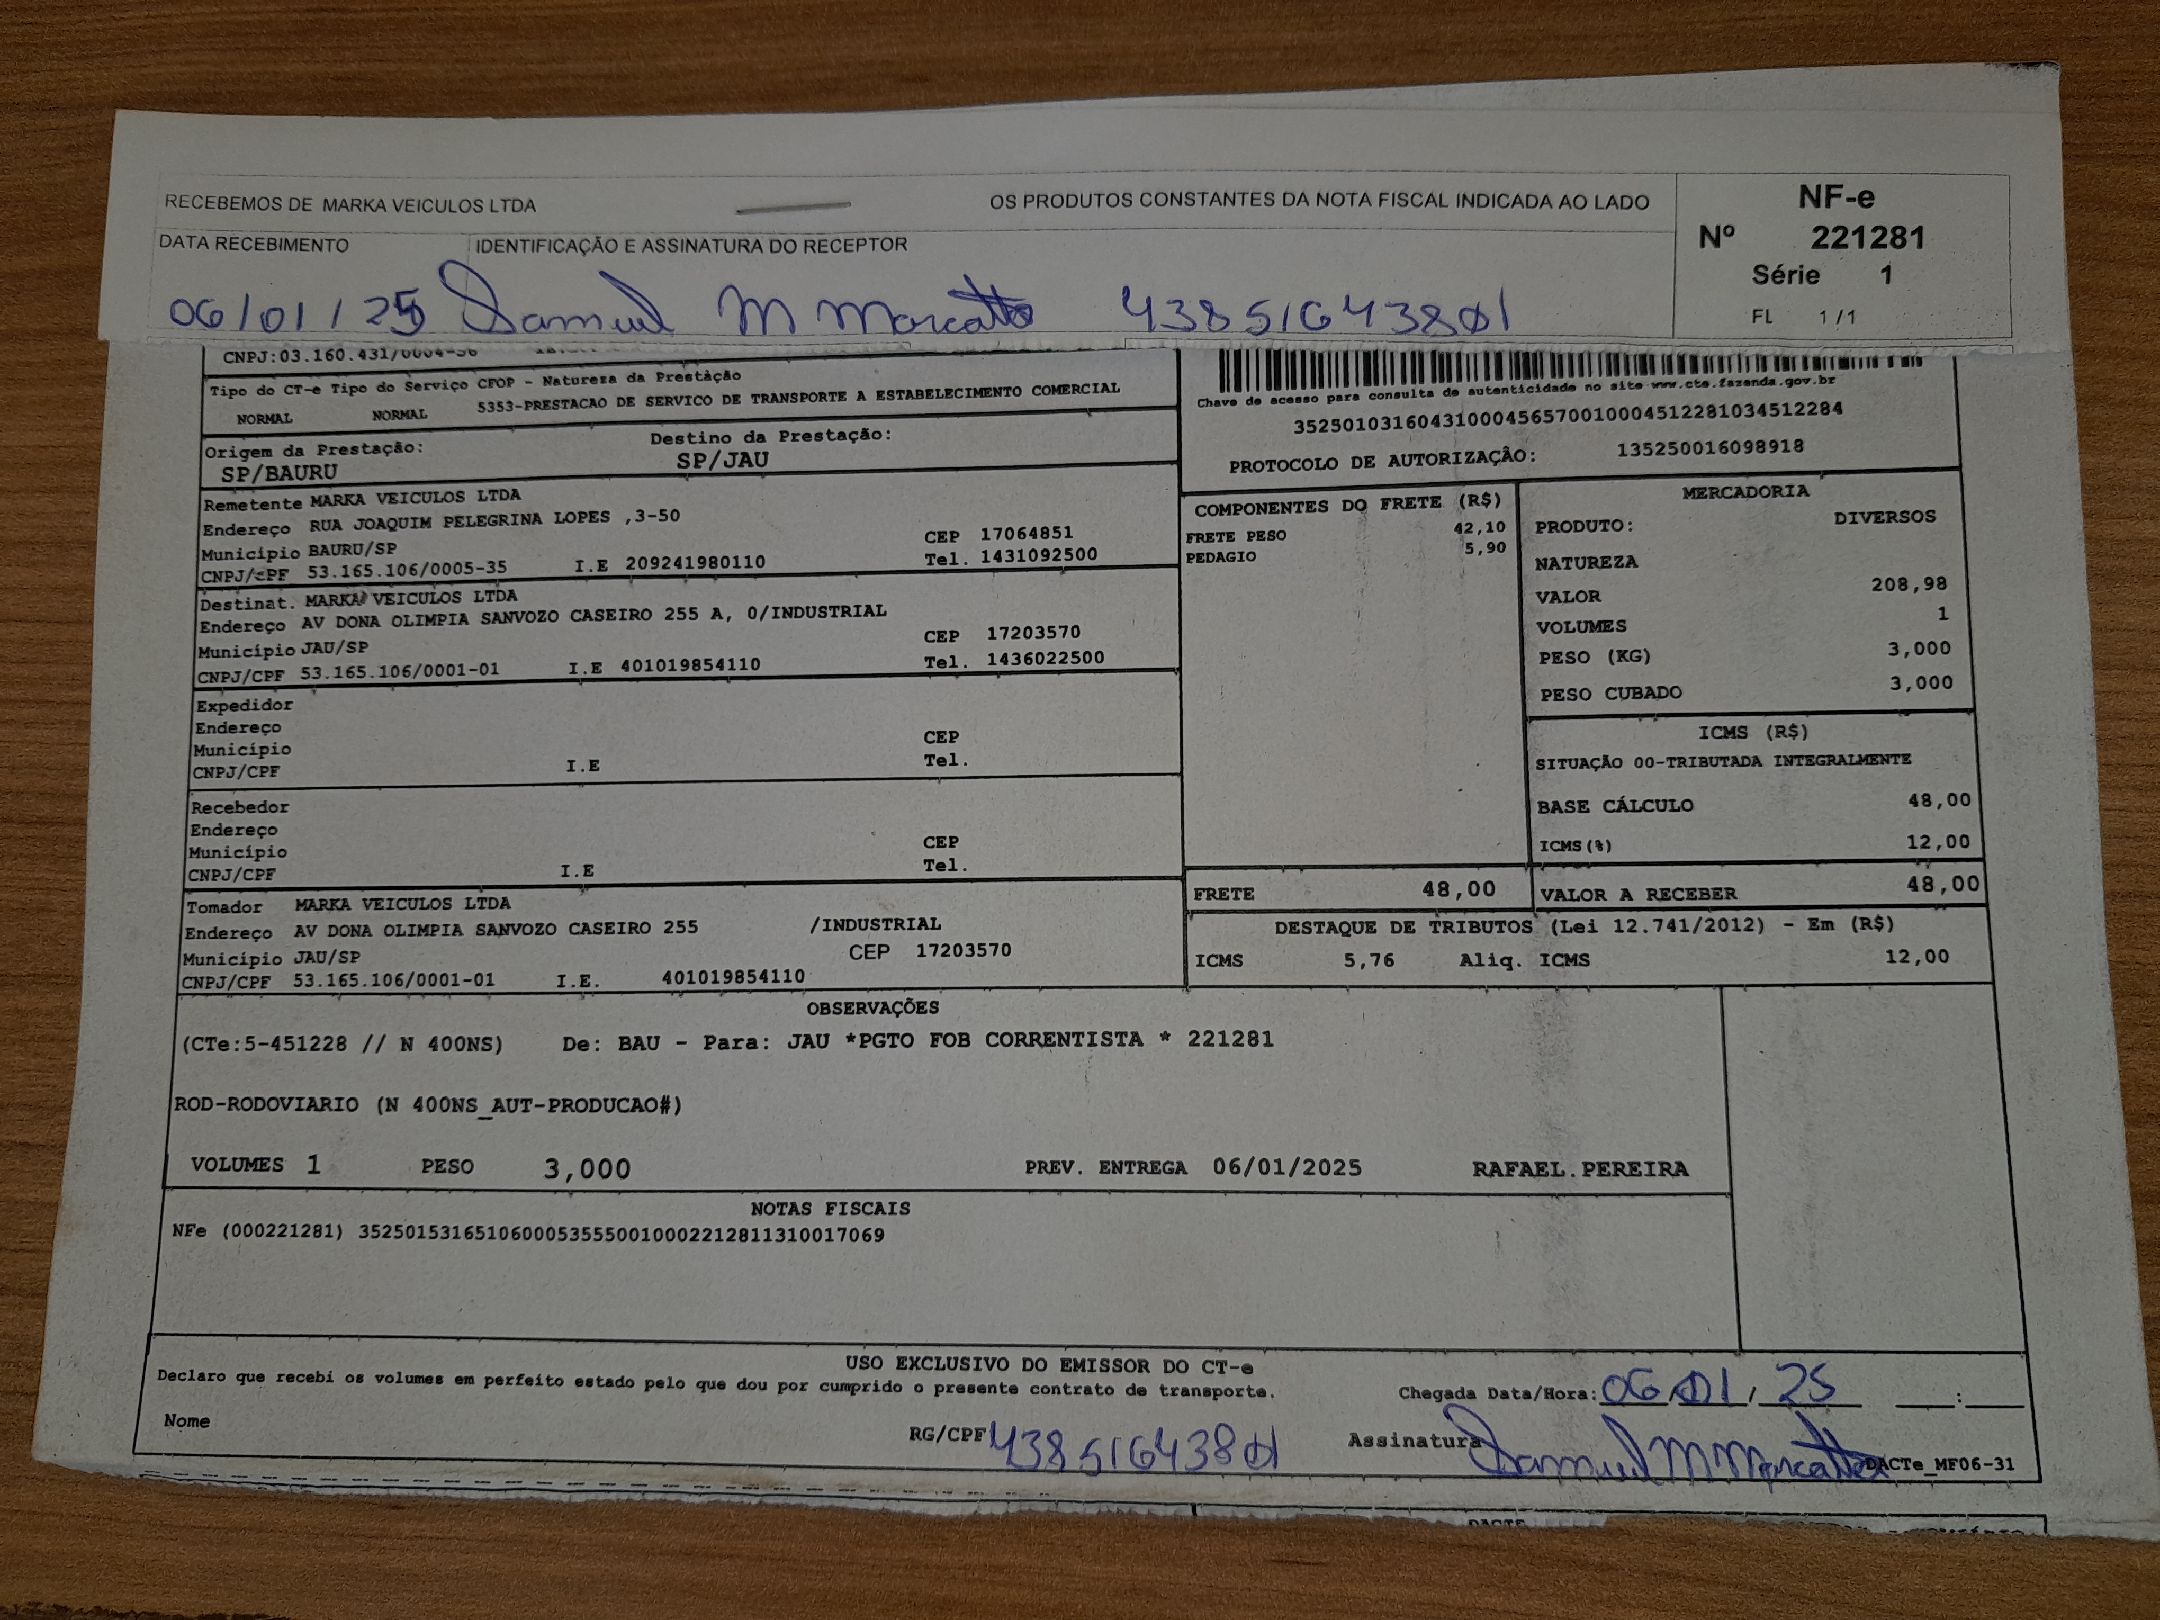 RECEBEMOS DE MARKA VEICULOS LTDA OS PRODUTOS CONSTANTES DA NOTA FISCAL INDICADA AO LADO
NF-e
Nº 221281
Série 1
FL 1 /1
DATA RECEBIMENTO IDENTIFICAÇÃO E ASSINATURA DO RECEPTOR
06/01/25 Samuel M Marcatto 43851643801
CNPJ:03.160.431/0004-56
Tipo do CT-e Tipo do Serviço CFOP - Natureza da Prestação
NORMAL NORMAL 5353-PRESTACAO DE SERVICO DE TRANSPORTE A ESTABELECIMENTO COMERCIAL
Chave de acesso para consulta de autenticidade no site www.cte.fazenda.gov.br
35250103160431000456570010004512281034512284
PROTOCOLO DE AUTORIZAÇÃO: 135250016098918
Origem da Prestação: Destino da Prestação:
SP/BAURU SP/JAU
Remetente MARKA VEICULOS LTDA
Endereço RUA JOAQUIM PELEGRINA LOPES ,3-50
Município BAURU/SP CEP 17064851
CNPJ/CPF 53.165.106/0005-35 I.E 209241980110 Tel. 1431092500
Destinat. MARKA VEICULOS LTDA
Endereço AV DONA OLIMPIA SANVOZO CASEIRO 255 A, 0/INDUSTRIAL
Município JAU/SP CEP 17203570
CNPJ/CPF 53.165.106/0001-01 I.E 401019854110 Tel. 1436022500
Expedidor
Endereço
Município CEP
CNPJ/CPF I.E Tel.
Recebedor
Endereço
Município CEP
CNPJ/CPF I.E Tel.
Tomador MARKA VEICULOS LTDA
Endereço AV DONA OLIMPIA SANVOZO CASEIRO 255 /INDUSTRIAL
Município JAU/SP CEP 17203570
CNPJ/CPF 53.165.106/0001-01 I.E. 401019854110
COMPONENTES DO FRETE (R$)
FRETE PESO 42,10
PEDAGIO 5,90
MERCADORIA
PRODUTO: DIVERSOS
NATUREZA
VALOR 208,98
VOLUMES 1
PESO (KG) 3,000
PESO CUBADO 3,000
ICMS (R$)
SITUAÇÃO 00-TRIBUTADA INTEGRALMENTE
BASE CÁLCULO 48,00
ICMS(%) 12,00
FRETE 48,00 VALOR A RECEBER 48,00
DESTAQUE DE TRIBUTOS (Lei 12.741/2012) - Em (R$)
ICMS 5,76 Aliq. ICMS 12,00
OBSERVAÇÕES
(CTe:5-451228 // N 400NS) De: BAU - Para: JAU *PGTO FOB CORRENTISTA * 221281
ROD-RODOVIARIO (N 400NS_AUT-PRODUCAO#)
VOLUMES 1 PESO 3,000 PREV. ENTREGA 06/01/2025 RAFAEL.PEREIRA
NOTAS FISCAIS
NFe (000221281) 35250153165106000535550010002212811310017069
USO EXCLUSIVO DO EMISSOR DO CT-e
Declaro que recebi os volumes em perfeito estado pelo que dou por cumprido o presente contrato de transporte. Chegada Data/Hora: 06/01/25 :
Nome RG/CPF 43851643801 Assinatura Samuel M Marcatto DACTe_MF06-31
DACTE